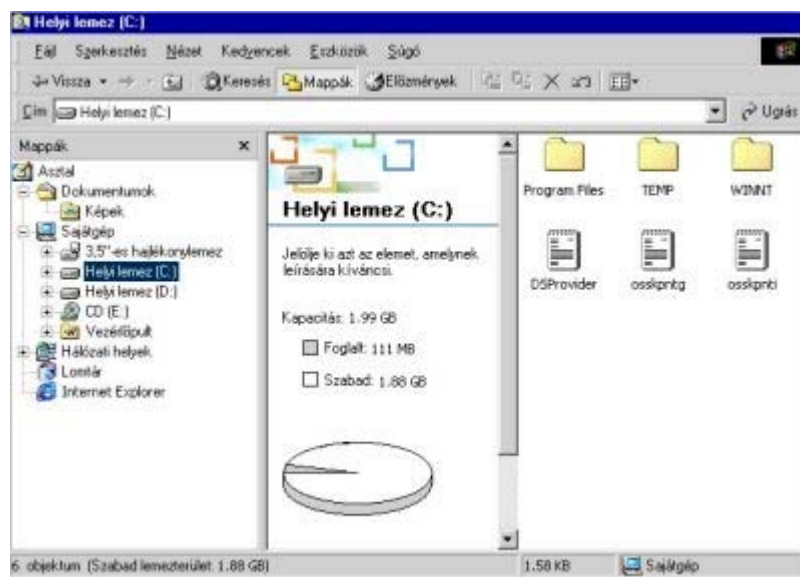 Helyi lemez (C:)
Fájl Szerkesztés Nézet Kedvencek Eszközök Súgó
Vissza Keresés Mappák Előzmények
Cím Helyi lemez (C:) Ugrás
Mappák
Asztal
Dokumentumok
Képek
Sajátgép
3,5"-es hajlékonylemez
Helyi lemez (C:)
Helyi lemez (D:)
CD (E:)
Vezérlőpult
Hálózati helyek
Lomtár
Internet Explorer
Helyi lemez (C:)
Jelölje ki azt az elemet, amelynek
leírására kíváncsi.
Kapacitás: 1.99 GB
Foglalt: 111 MB
Szabad: 1.88 GB
Program Files TEMP WINNT
DSProvider osskpntg osskpnti
6 objektum (Szabad lemezterület: 1.88 GB) 1.58 KB Sajátgép